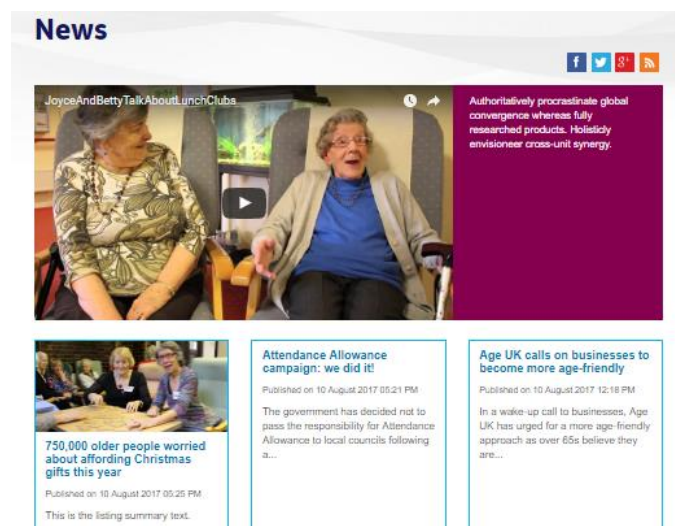 News
JoyceAndBettyTalkAboutLunchClubs
Authoritatively procrastinate global
convergence whereas fully
researched products. Holisticly
envisioneer cross-unit synergy.
750,000 older people worried
about affording Christmas
gifts this year
Published on 10 August 2017 05:25 PM
This is the listing summary text.
Attendance Allowance
campaign: we did it!
Published on 10 August 2017 05:21 PM
The government has decided not to
pass the responsibility for Attendance
Allowance to local councils following
a...
Age UK calls on businesses to
become more age-friendly
Published on 10 August 2017 12:18 PM
In a wake-up call to businesses, Age
UK has urged for a more age-friendly
approach as over 65s believe they
are...